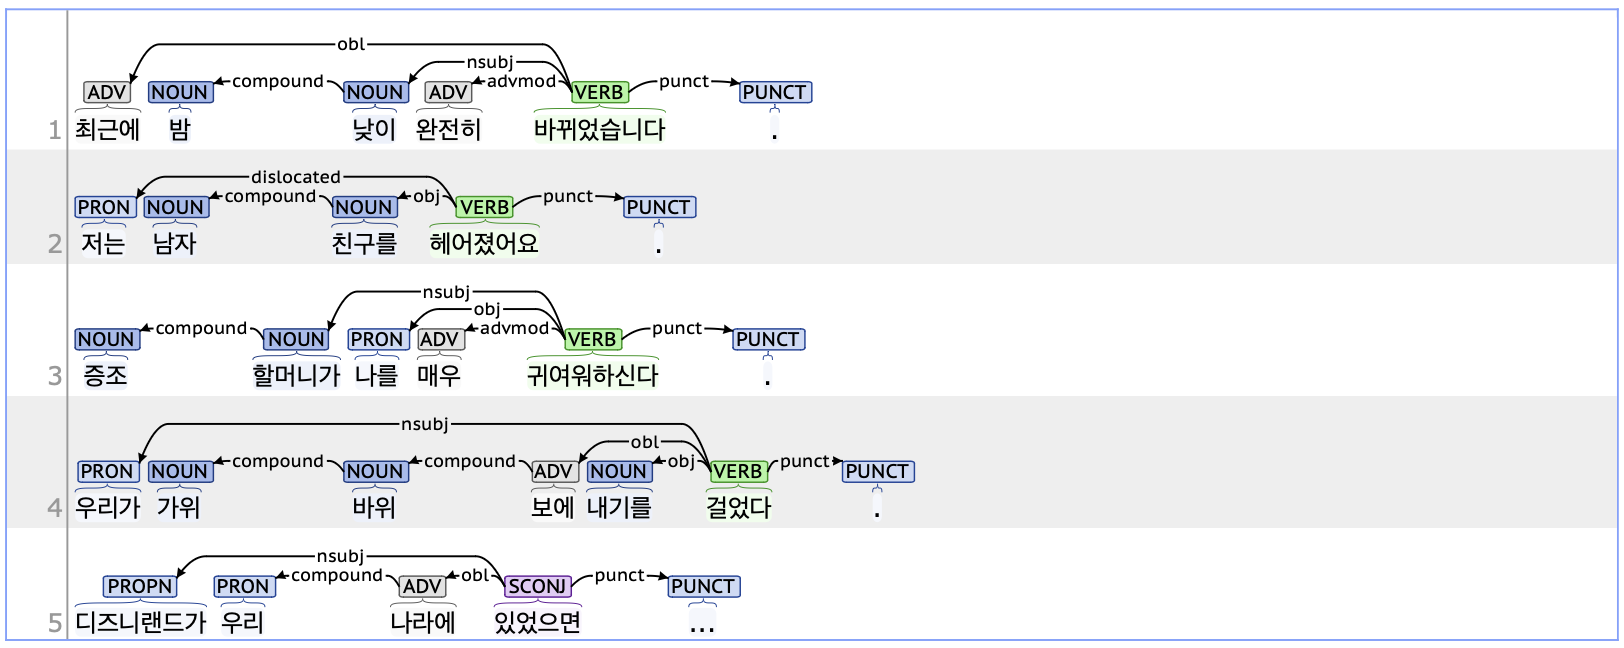 obl
nsubj
compound advmod punct
ADV NOUN NOUN ADV VERB PUNCT
1 최근에 밤 낮이 완전히 바뀌었습니다 .
dislocated
compound obj punct
PRON NOUN NOUN VERB PUNCT
2 저는 남자 친구를 헤어졌어요 .
nsubj
obj
compound advmod punct
NOUN NOUN PRON ADV VERB PUNCT
3 증조 할머니가 나를 매우 귀여워하신다 .
nsubj
obl
compound compound obj punct
PRON NOUN NOUN ADV NOUN VERB PUNCT
4 우리가 가위 바위 보에 내기를 걸었다 .
nsubj
compound obl punct
PROPN PRON ADV SCONJ PUNCT
5 디즈니랜드가 우리 나라에 있었으면 ...